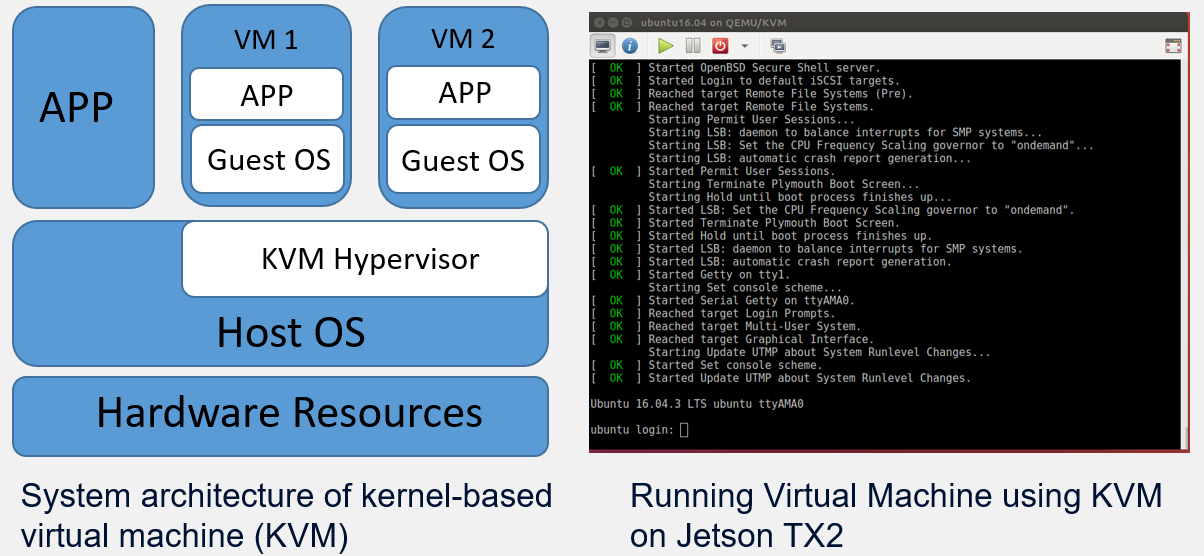 APP
VM 1
APP
Guest OS
VM 2
APP
Guest OS
KVM Hypervisor
Host OS
Hardware Resources
System architecture of kernel-based
virtual machine (KVM)
ubuntu16.04 on QEMU/KVM
[  OK  ] Started OpenBSD Secure Shell server.
[  OK  ] Started Login to default iSCSI targets.
[  OK  ] Reached target Remote File Systems (Pre).
[  OK  ] Reached target Remote File Systems.
         Starting Permit User Sessions...
         Starting LSB: daemon to balance interrupts for SMP systems...
         Starting LSB: Set the CPU Frequency Scaling governor to "ondemand"...
         Starting LSB: automatic crash report generation...
[  OK  ] Started Permit User Sessions.
         Starting Terminate Plymouth Boot Screen...
         Starting Hold until boot process finishes up...
[  OK  ] Started LSB: Set the CPU Frequency Scaling governor to "ondemand".
[  OK  ] Started Terminate Plymouth Boot Screen.
[  OK  ] Started Hold until boot process finishes up.
[  OK  ] Started LSB: daemon to balance interrupts for SMP systems.
[  OK  ] Started LSB: automatic crash report generation.
[  OK  ] Started Getty on tty1.
         Starting Set console scheme...
[  OK  ] Started Serial Getty on ttyAMA0.
[  OK  ] Reached target Login Prompts.
[  OK  ] Reached target Multi-User System.
[  OK  ] Reached target Graphical Interface.
         Starting Update UTMP about System Runlevel Changes...
[  OK  ] Started Set console scheme.
[  OK  ] Started Update UTMP about System Runlevel Changes.
Ubuntu 16.04.3 LTS ubuntu ttyAMA0
ubuntu login:
Running Virtual Machine using KVM
on Jetson TX2